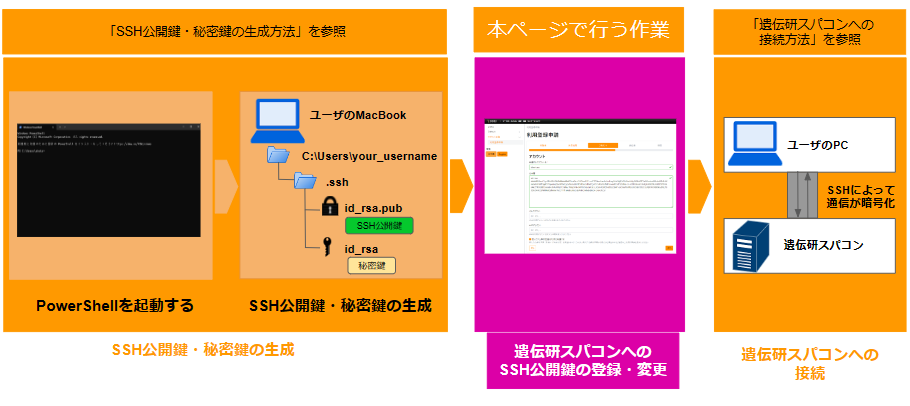 「SSH公開鍵・秘密鍵の生成方法」を参照
本ページで行う作業
「遺伝研スパコンへの
接続方法」を参照
ユーザのMacBook
C:\Users\your_username
.ssh
id_rsa.pub
SSH公開鍵
id_rsa
秘密鍵
PowerShellを起動する
SSH公開鍵・秘密鍵の生成
利用登録申請
アカウント
ユーザのPC
SSHによって
通信が暗号化
遺伝研スパコン
SSH公開鍵・秘密鍵の生成
遺伝研スパコンへの
SSH公開鍵の登録・変更
遺伝研スパコンへの
接続